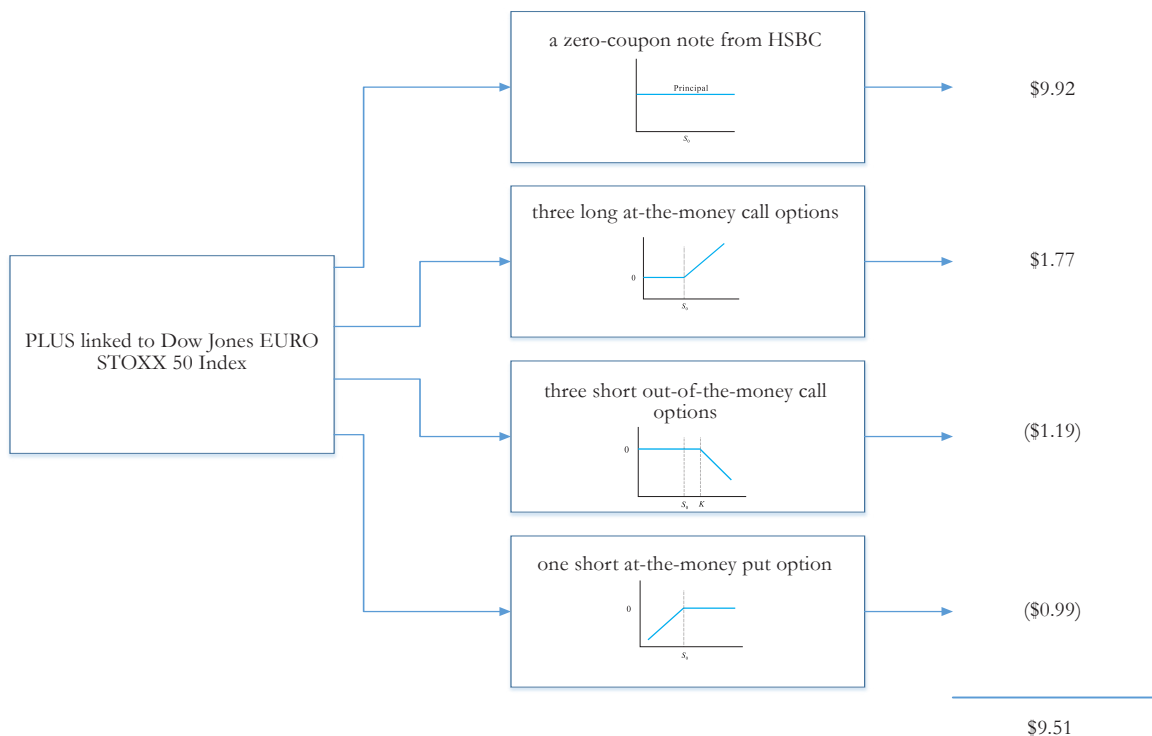 PLUS linked to Dow Jones EURO
STOXX 50 Index
a zero-coupon note from HSBC
Principal
S₀
$9.92
three long at-the-money call options
0
S₀
$1.77
three short out-of-the-money call
options
0
S₀ K
($1.19)
one short at-the-money put option
0
S₀
($0.99)
$9.51